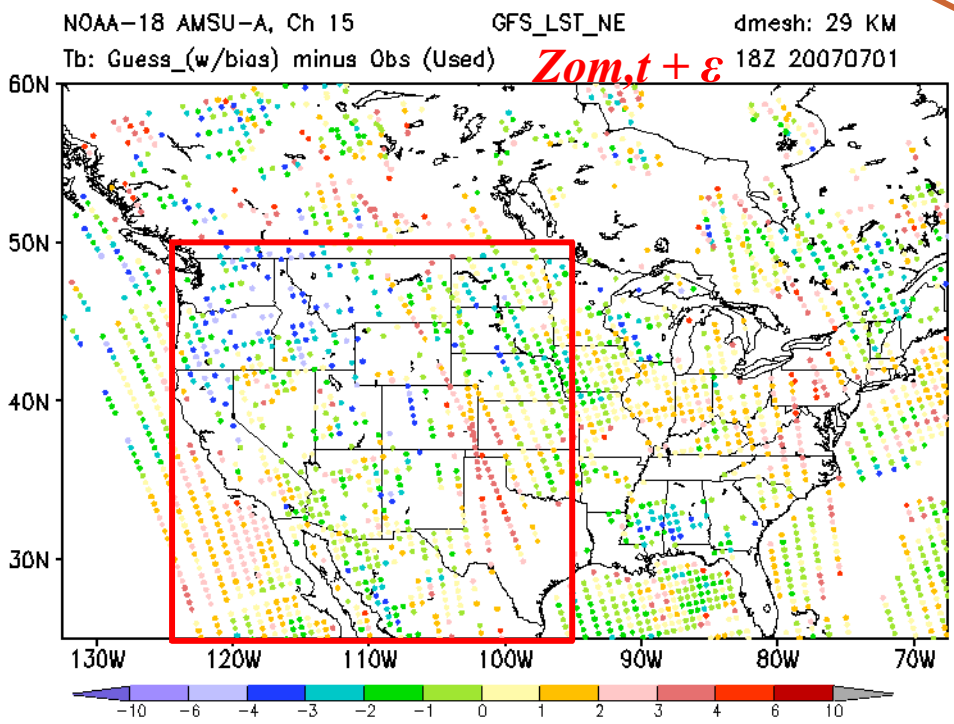 NOAA-18 AMSU-A, Ch 15 GFS_LST_NE dmesh: 29 KM
Tb: Guess_(w/bias) minus Obs (Used) Zom,t + ε 18Z 20070701
60N
50N
40N
30N
130W 120W 110W 100W 90W 80W 70W
-10 -6 -4 -3 -2 -1 0 1 2 3 4 6 10